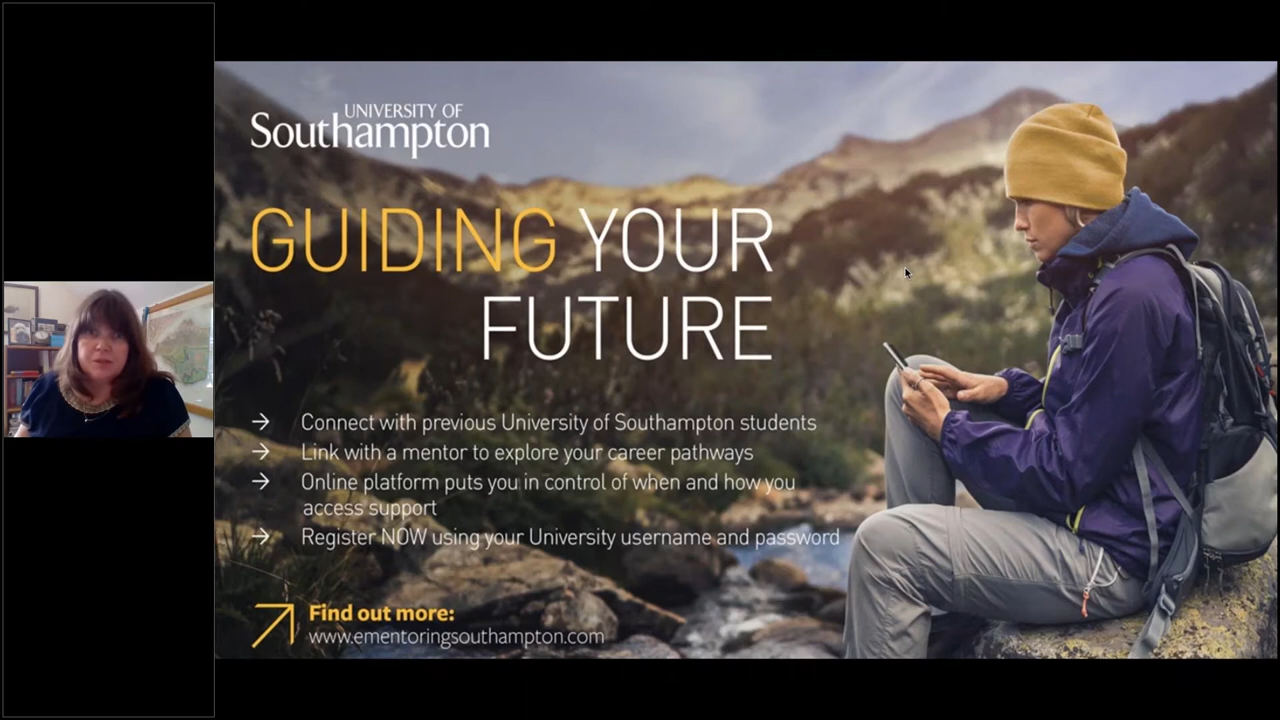 UNIVERSITY OF
Southampton
GUIDING YOUR
FUTURE
→ Connect with previous University of Southampton students
→ Link with a mentor to explore your career pathways
→ Online platform puts you in control of when and how you
access support
→ Register NOW using your University username and password
Find out more:
www.ementoringsouthampton.com